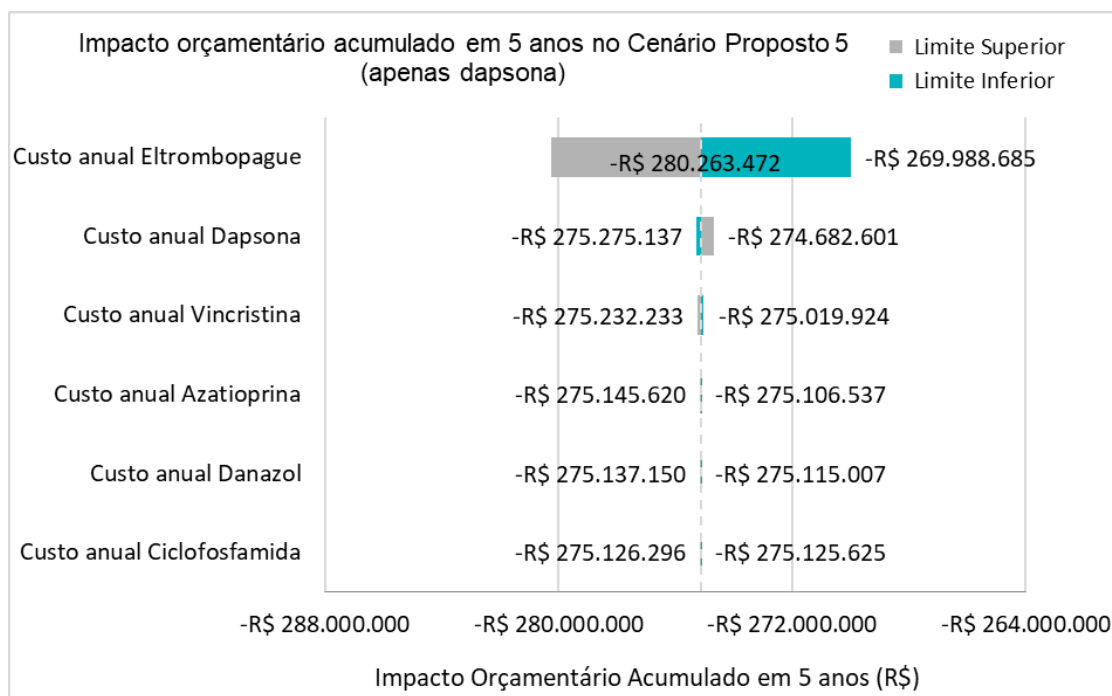 Impacto orçamentário acumulado em 5 anos no Cenário Proposto 5
(apenas dapsona)
Limite Superior
Limite Inferior
Custo anual Eltrombopague
-R$ 280.263.472
-R$ 269.988.685
Custo anual Dapsona
-R$ 275.275.137
-R$ 274.682.601
Custo anual Vincristina
-R$ 275.232.233
-R$ 275.019.924
Custo anual Azatioprina
-R$ 275.145.620
-R$ 275.106.537
Custo anual Danazol
-R$ 275.137.150
-R$ 275.115.007
Custo anual Ciclofosfamida
-R$ 275.126.296
-R$ 275.125.625
-R$ 288.000.000
-R$ 280.000.000
-R$ 272.000.000
-R$ 264.000.000
Impacto Orçamentário Acumulado em 5 anos (R$)